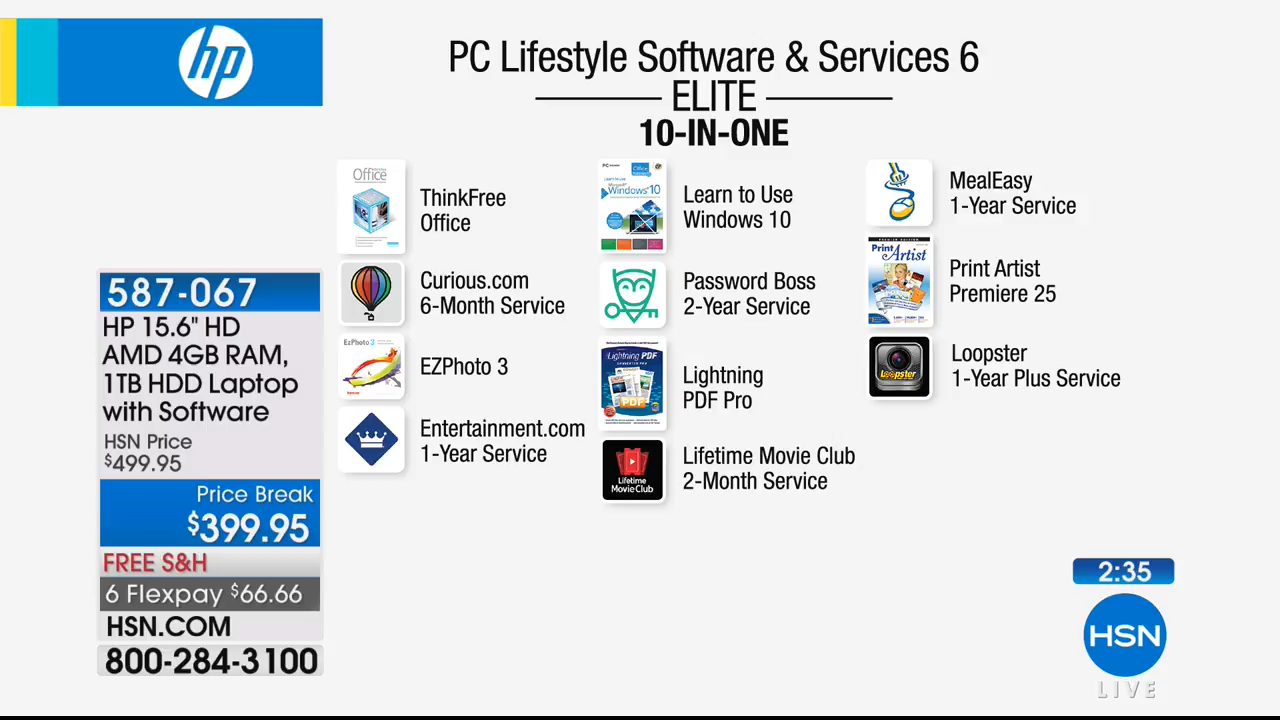 hp
PC Lifestyle Software & Services 6
ELITE
10-IN-ONE
Office
ThinkFree
Office
Curious.com
6-Month Service
EZPhoto 3
EZPhoto 3
Entertainment.com
1-Year Service
Windows 10
Learn to Use
Windows 10
Password Boss
2-Year Service
Lightning PDF
PDF
Lightning
PDF Pro
Lifetime
Movie Club
Lifetime Movie Club
2-Month Service
MealEasy
1-Year Service
Print
Artist
Print Artist
Premiere 25
Loopster
Loopster
1-Year Plus Service
587-067
HP 15.6" HD
AMD 4GB RAM,
1TB HDD Laptop
with Software
HSN Price
$499.95
Price Break
$399.95
FREE S&H
6 Flexpay $66.66
HSN.COM
800-284-3100
2:35
HSN
LIVE